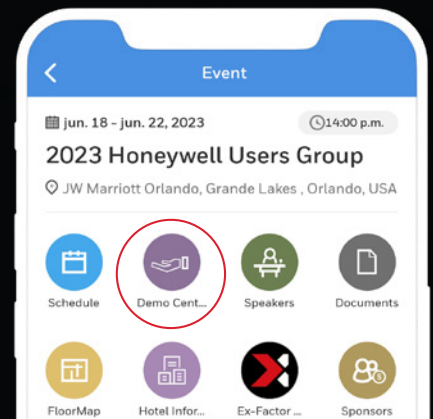 Event
jun. 18 - jun. 22, 2023
14:00 p.m.
2023 Honeywell Users Group
JW Marriott Orlando, Grande Lakes , Orlando, USA
Schedule
Demo Cent...
Speakers
Documents
FloorMap
Hotel Infor...
Ex-Factor ...
Sponsors